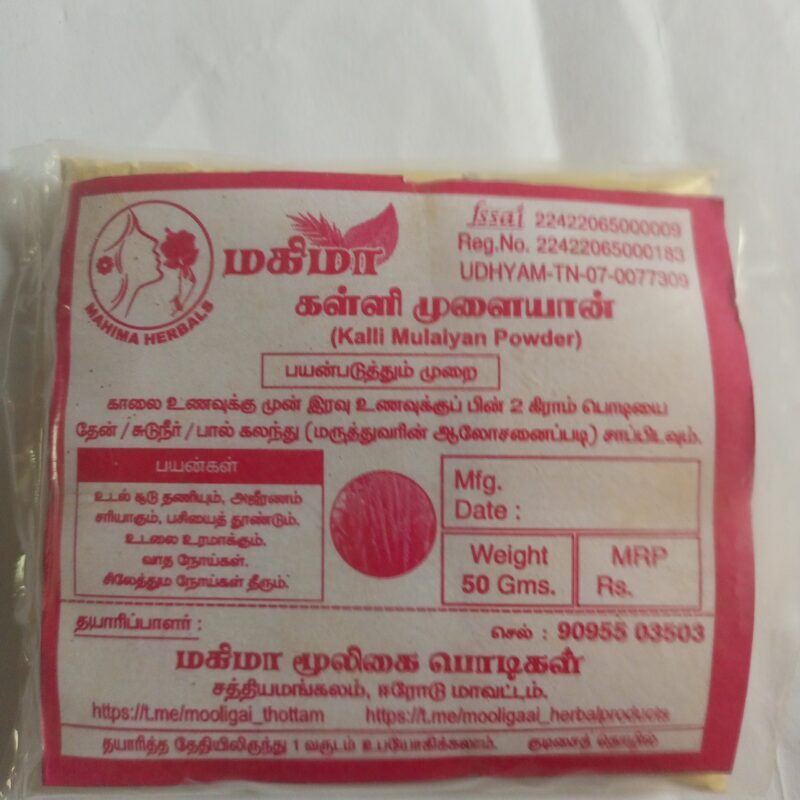 fssai 22422065000009
Reg.No. 22422065000183
UDHYAM-TN-07-0077309
MAHIMA HERBALS
மகிமா
கள்ளி முளையான்
(Kalli Mulaiyan Powder)
பயன்படுத்தும் முறை
காலை உணவுக்கு முன் இரவு உணவுக்குப் பின் 2 கிராம் பொடியை
தேன் / சுடுநீர் / பால் கலந்து (மருத்துவரின் ஆலோசனைப்படி) சாப்பிடவும்.
பயன்கள்
உடல் சூடு தணியும், அஜீரணம்
சரியாகும், பசியைத் தூண்டும்.
உடலை உரமாக்கும்.
வாத நோய்கள்.
சிலேத்தும நோய்கள் தீரும்.
Mfg.
Date :
Weight
50 Gms.
MRP
Rs.
தயாரிப்பாளர் :
செல் : 90955 03503
மகிமா மூலிகை பொடிகள்
சத்தியமங்கலம், ஈரோடு மாவட்டம்.
https://t.me/mooligai_thottam https://t.me/mooligaai_herbalproducts
தயாரித்த தேதியிலிருந்து 1 வருடம் உபயோகிக்கலாம். குடிசைத் தொழில்